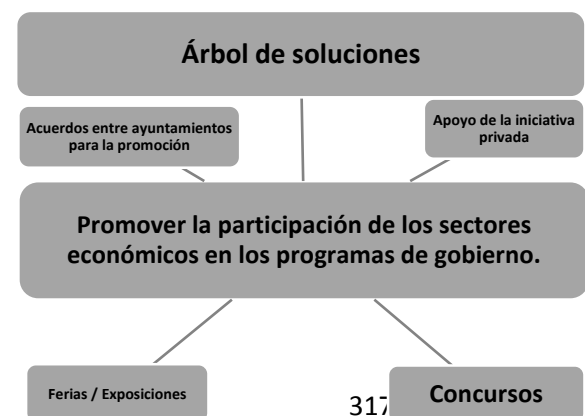 Árbol de soluciones
Acuerdos entre ayuntamientos
para la promoción
Apoyo de la iniciativa
privada
Promover la participación de los sectores
económicos en los programas de gobierno.
Ferias / Exposiciones
317
Concursos